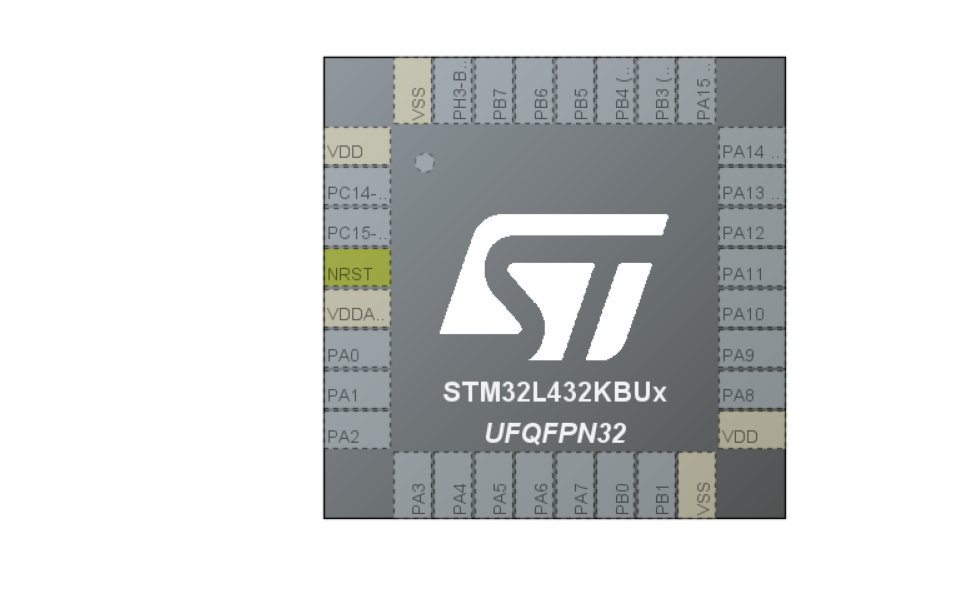 VSS
PH3-B..
PB7
PB6
PB5
PB4 (..
PB3 (..
PA15 ..
VDD
PC14-..
PC15-..
NRST
VDDA..
PA0
PA1
PA2
PA14 ..
PA13 ..
PA12
PA11
PA10
PA9
PA8
VDD
ST
STM32L432KBUx
UFQFPN32
PA3
PA4
PA5
PA6
PA7
PB0
PB1
VSS